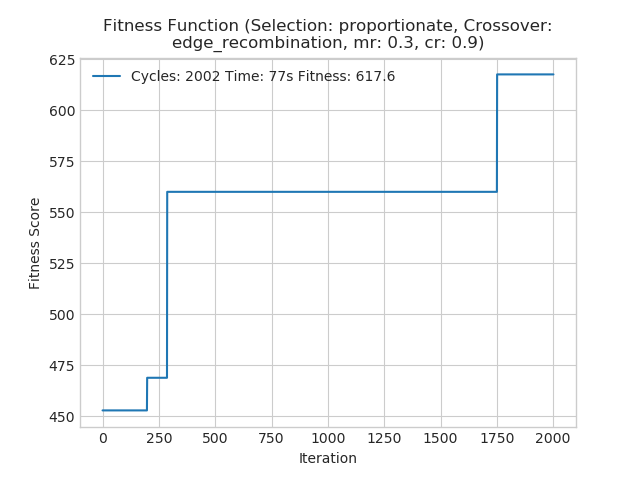 Fitness Function (Selection: proportionate, Crossover:
edge_recombination, mr: 0.3, cr: 0.9)
Cycles: 2002 Time: 77s Fitness: 617.6
625
600
575
550
525
500
475
450
Fitness Score
0 250 500 750 1000 1250 1500 1750 2000
Iteration